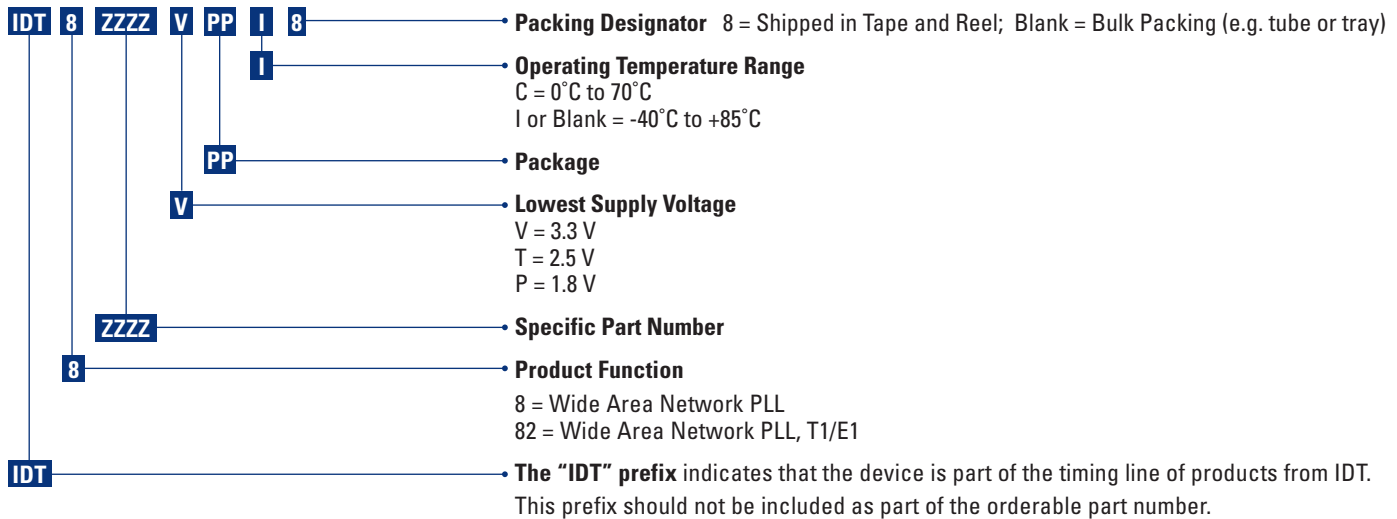 IDT 8 ZZZZ V PP I 8 Packing Designator 8 = Shipped in Tape and Reel; Blank = Bulk Packing (e.g. tube or tray)
I Operating Temperature Range
C = 0˚C to 70˚C
I or Blank = -40˚C to +85˚C
PP Package
V Lowest Supply Voltage
V = 3.3 V
T = 2.5 V
P = 1.8 V
ZZZZ Specific Part Number
8 Product Function
8 = Wide Area Network PLL
82 = Wide Area Network PLL, T1/E1
IDT The “IDT” prefix indicates that the device is part of the timing line of products from IDT.
This prefix should not be included as part of the orderable part number.